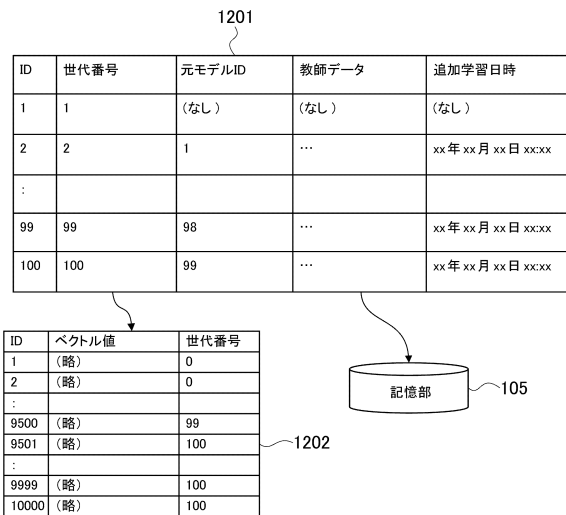 1201
ID 世代番号 元モデルID 教師データ 追加学習日時
1 1 (なし) (なし) (なし)
2 2 1 … xx年xx月xx日 xx:xx
:
99 99 98 … xx年xx月xx日 xx:xx
100 100 99 … xx年xx月xx日 xx:xx
ID ベクトル値 世代番号
1 (略) 0
2 (略) 0
:
9500 (略) 99
9501 (略) 100
:
9999 (略) 100
10000 (略) 100
1202
記憶部
105